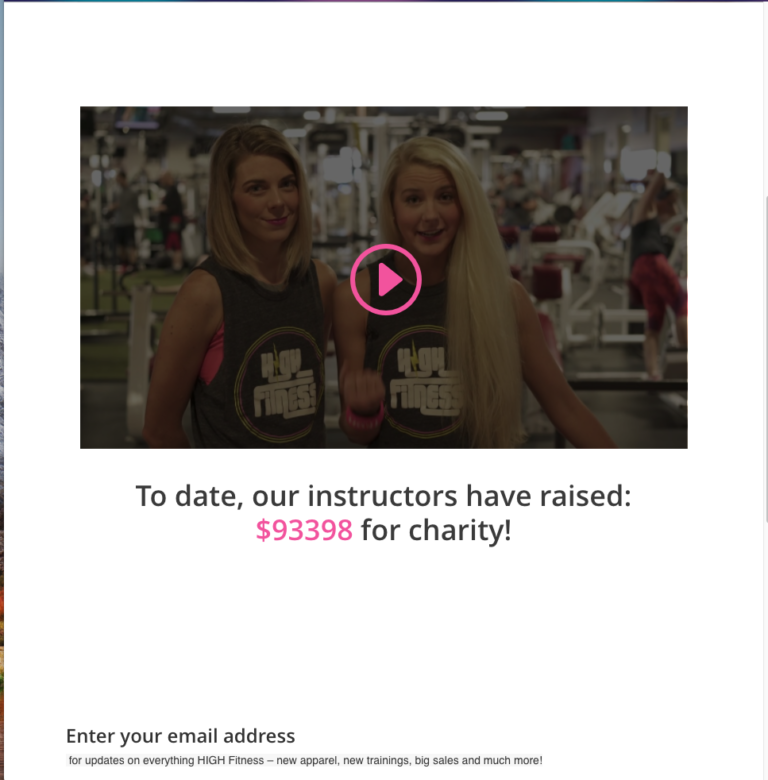 HIGH
FITNESS
HIGH
FITNESS
To date, our instructors have raised:
$93398 for charity!
Enter your email address
for updates on everything HIGH Fitness – new apparel, new trainings, big sales and much more!